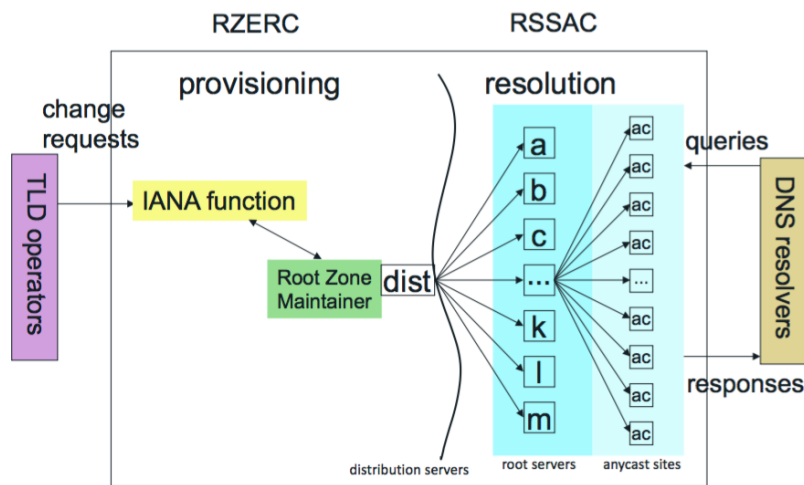 RZERC
RSSAC
provisioning
resolution
change
requests
TLD operators
IANA function
Root Zone
Maintainer
dist
a
b
c
...
k
l
m
ac
ac
ac
ac
...
ac
ac
ac
ac
queries
DNS resolvers
responses
distribution servers
root servers
anycast sites